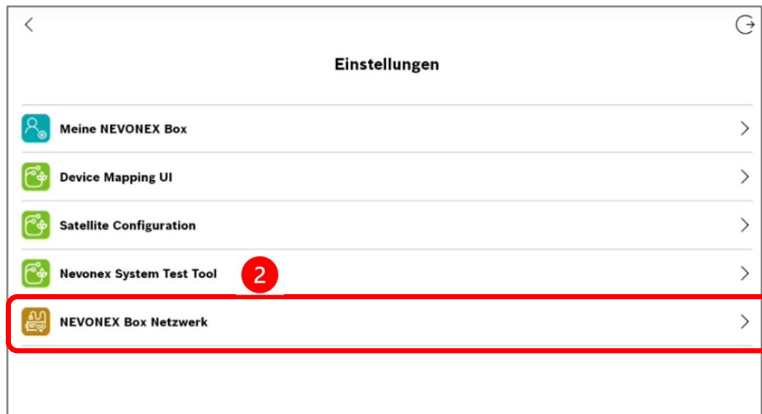 Einstellungen
Meine NEVONEX Box
Device Mapping UI
Satellite Configuration
Nevonex System Test Tool
2
NEVONEX Box Netzwerk